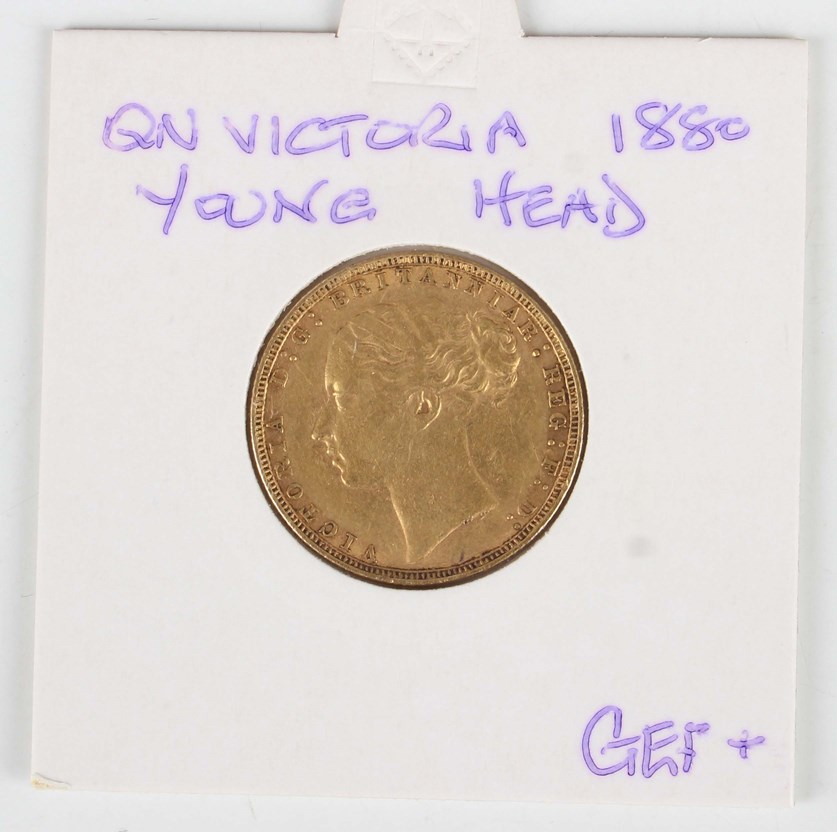 QN VICTORIA 1880
YOUNG HEAD
VICTORIA D: G: BRITANNIAR: REG: F: D:
GEF +